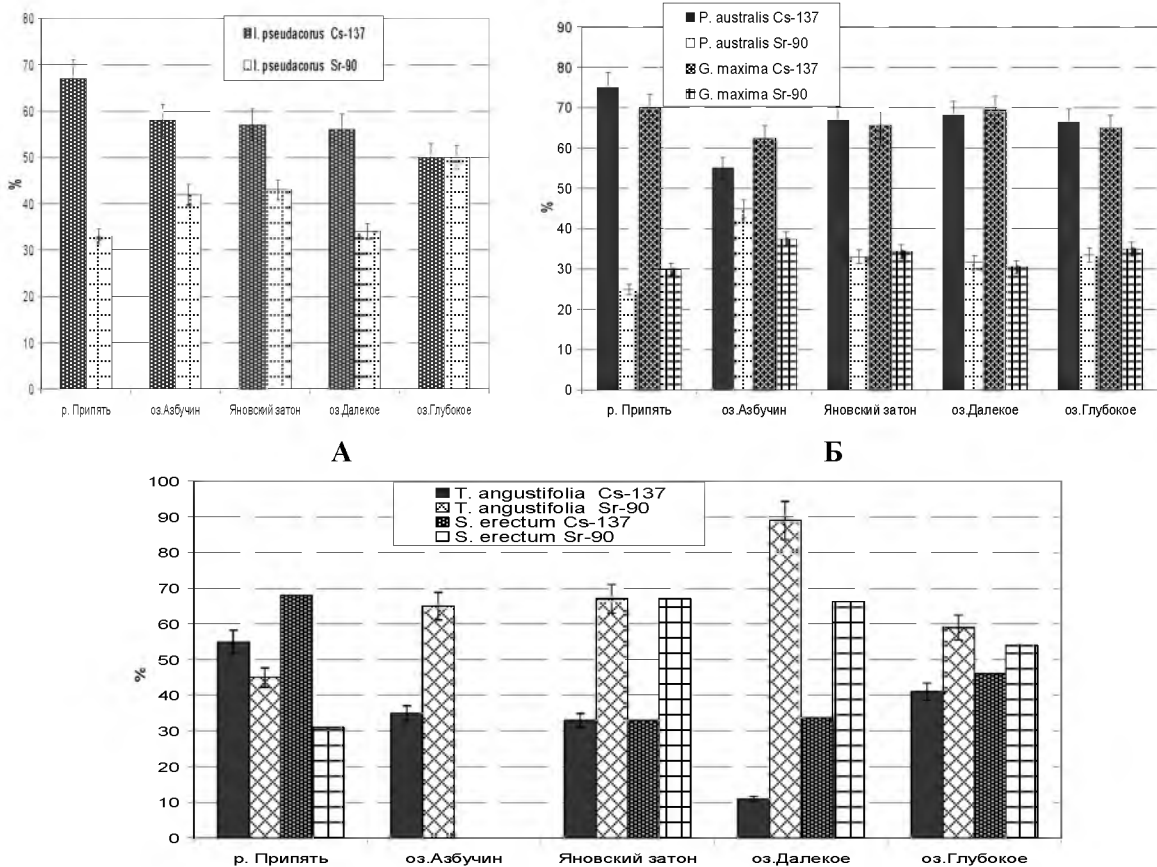 80
70
60
50
40
30
20
10
0
%
I. pseudacorus Cs-137
I. pseudacorus Sr-90
р. Припять оз.Азбучин Яновский затон оз.Далекое оз.Глубокое
А
90
80
70
60
50
40
30
20
10
0
%
P. australis Cs-137
P. australis Sr-90
G. maxima Cs-137
G. maxima Sr-90
р. Припять оз.Азбучин Яновский затон оз.Далекое оз.Глубокое
Б
100
90
80
70
60
50
40
30
20
10
0
%
T. angustifolia Cs-137
T. angustifolia Sr-90
S. erectum Cs-137
S. erectum Sr-90
р. Припять оз.Азбучин Яновский затон оз.Далекое оз.Глубокое